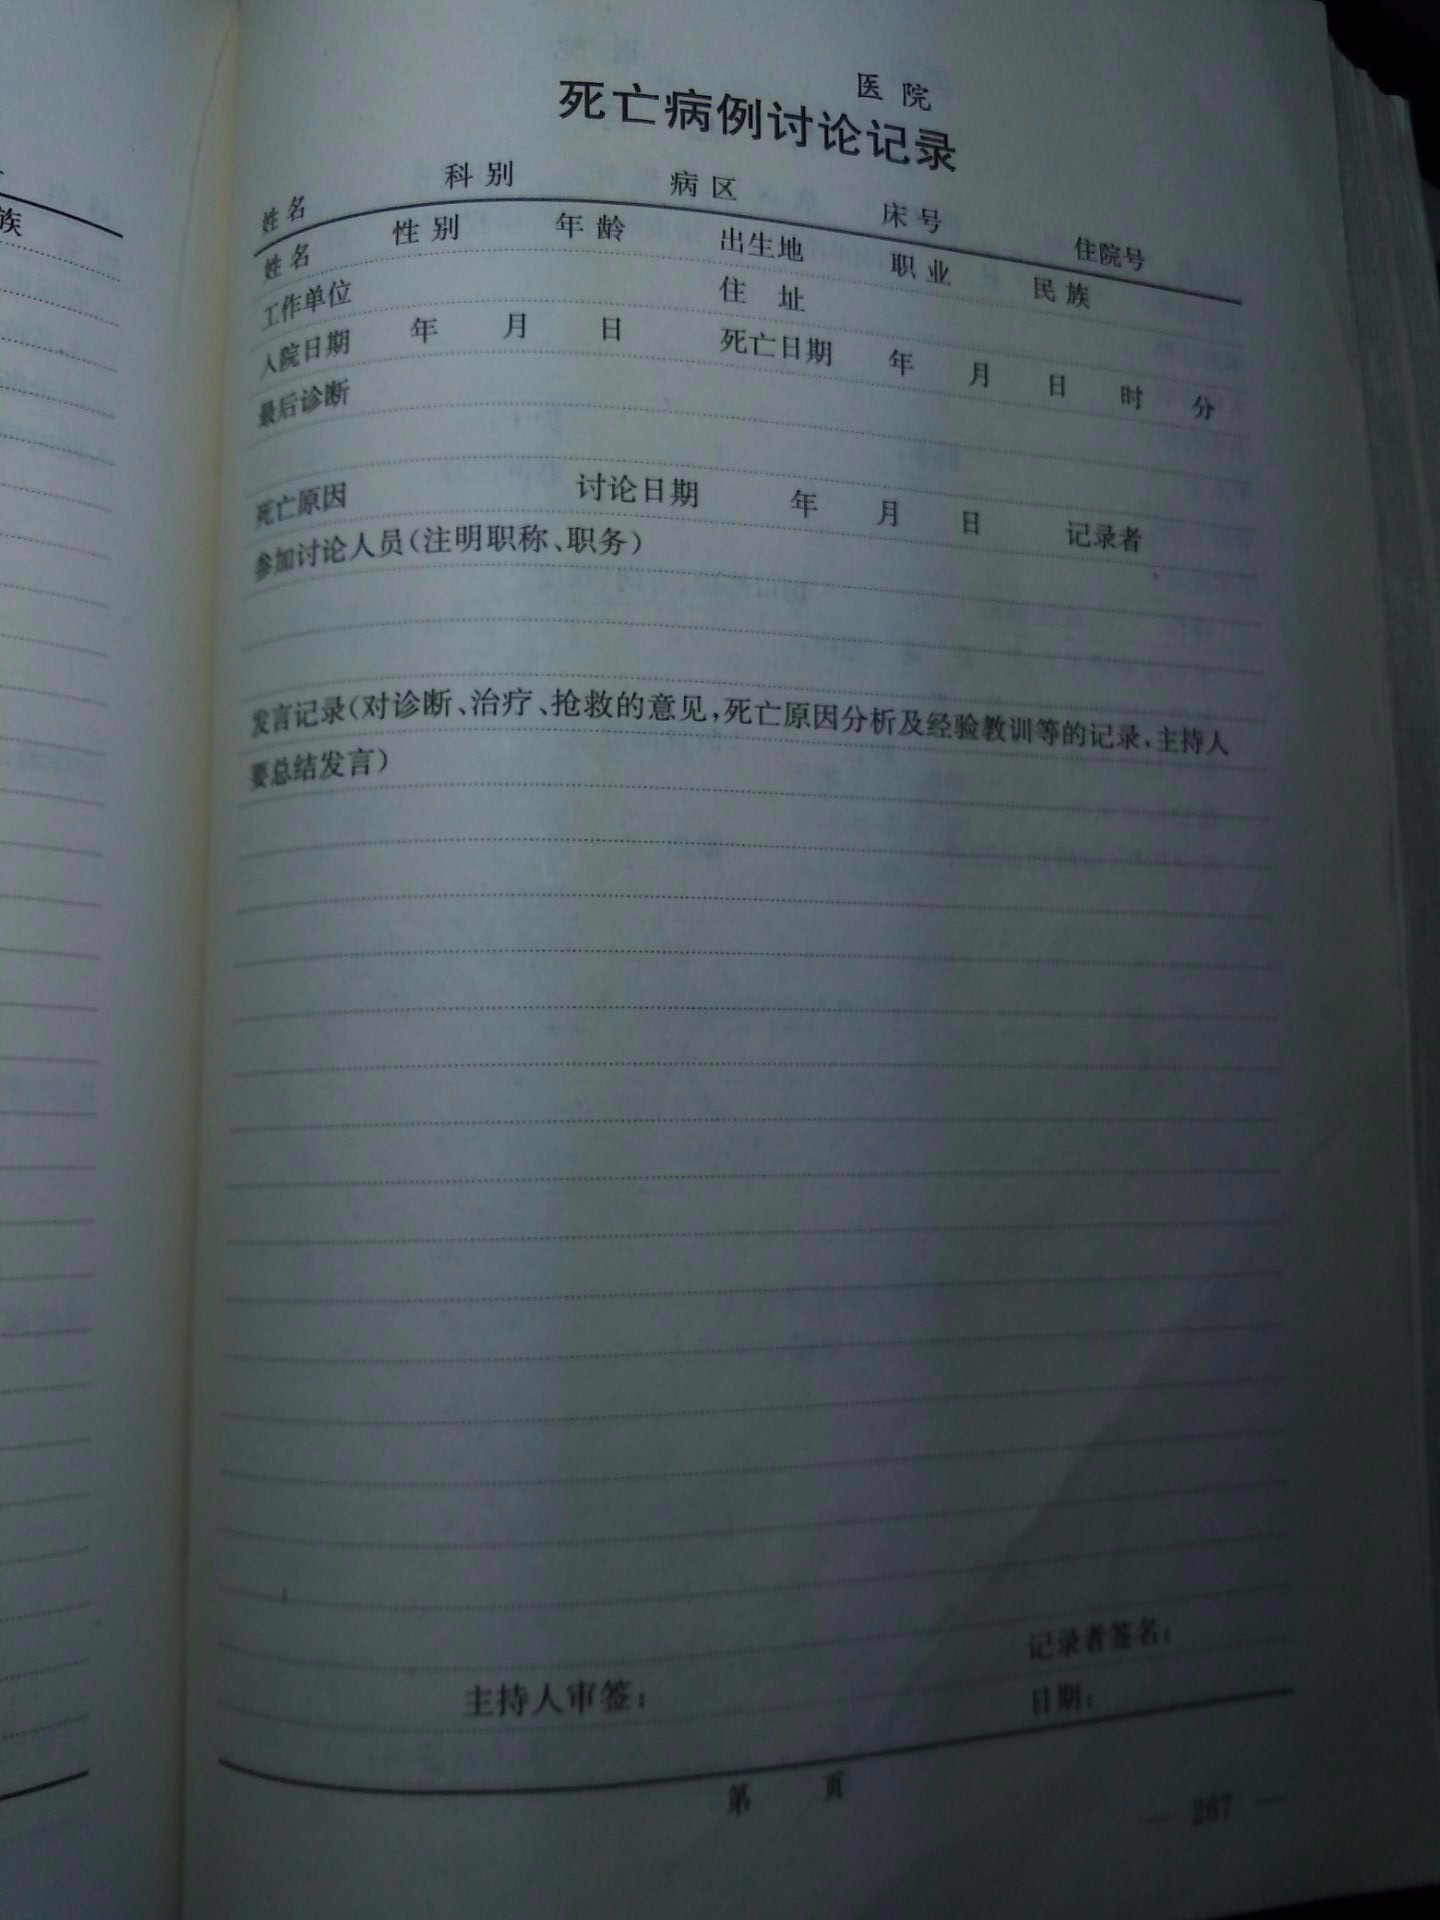 族
医院
死亡病例讨论记录
姓名 科别 病区 床号 住院号
姓名 性别 年龄 出生地 职业 民族
工作单位 住址
入院日期 年 月 日 死亡日期 年 月 日 时 分
最后诊断
死亡原因 讨论日期 年 月 日 记录者
参加讨论人员(注明职称、职务)
发言记录(对诊断、治疗、抢救的意见,死亡原因分析及经验教训等的记录,主持人
要总结发言)
记录者签名:
主持人审签: 日期:
第 页
— 267 —